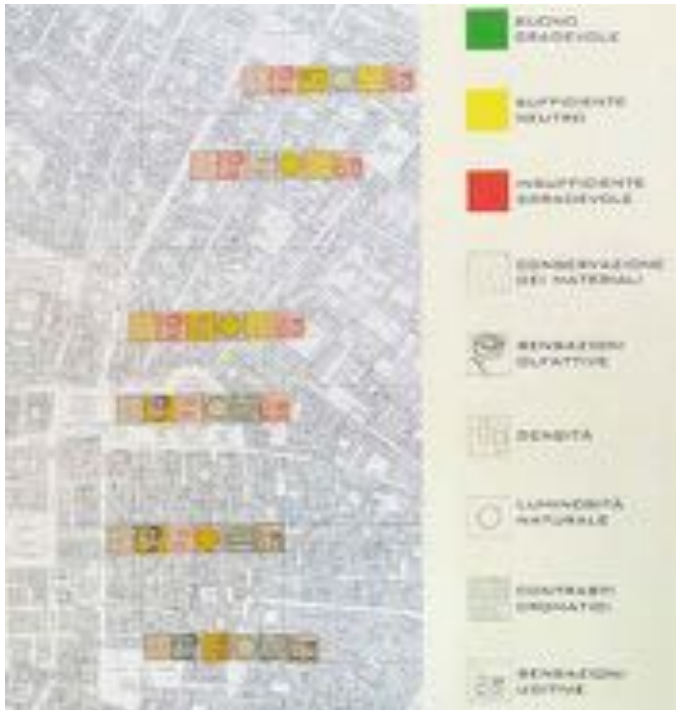 BUONO
GRADEVOLE
SUFFICIENTE
NEUTRO
INSUFFICIENTE
SGRADEVOLE
CONSERVAZIONE
DEI MATERIALI
SENSAZIONI
OLFATTIVE
DENSITÀ
LUMINOSITÀ
NATURALE
CONTRASTI
CROMATICI
SENSAZIONI
UDITIVE